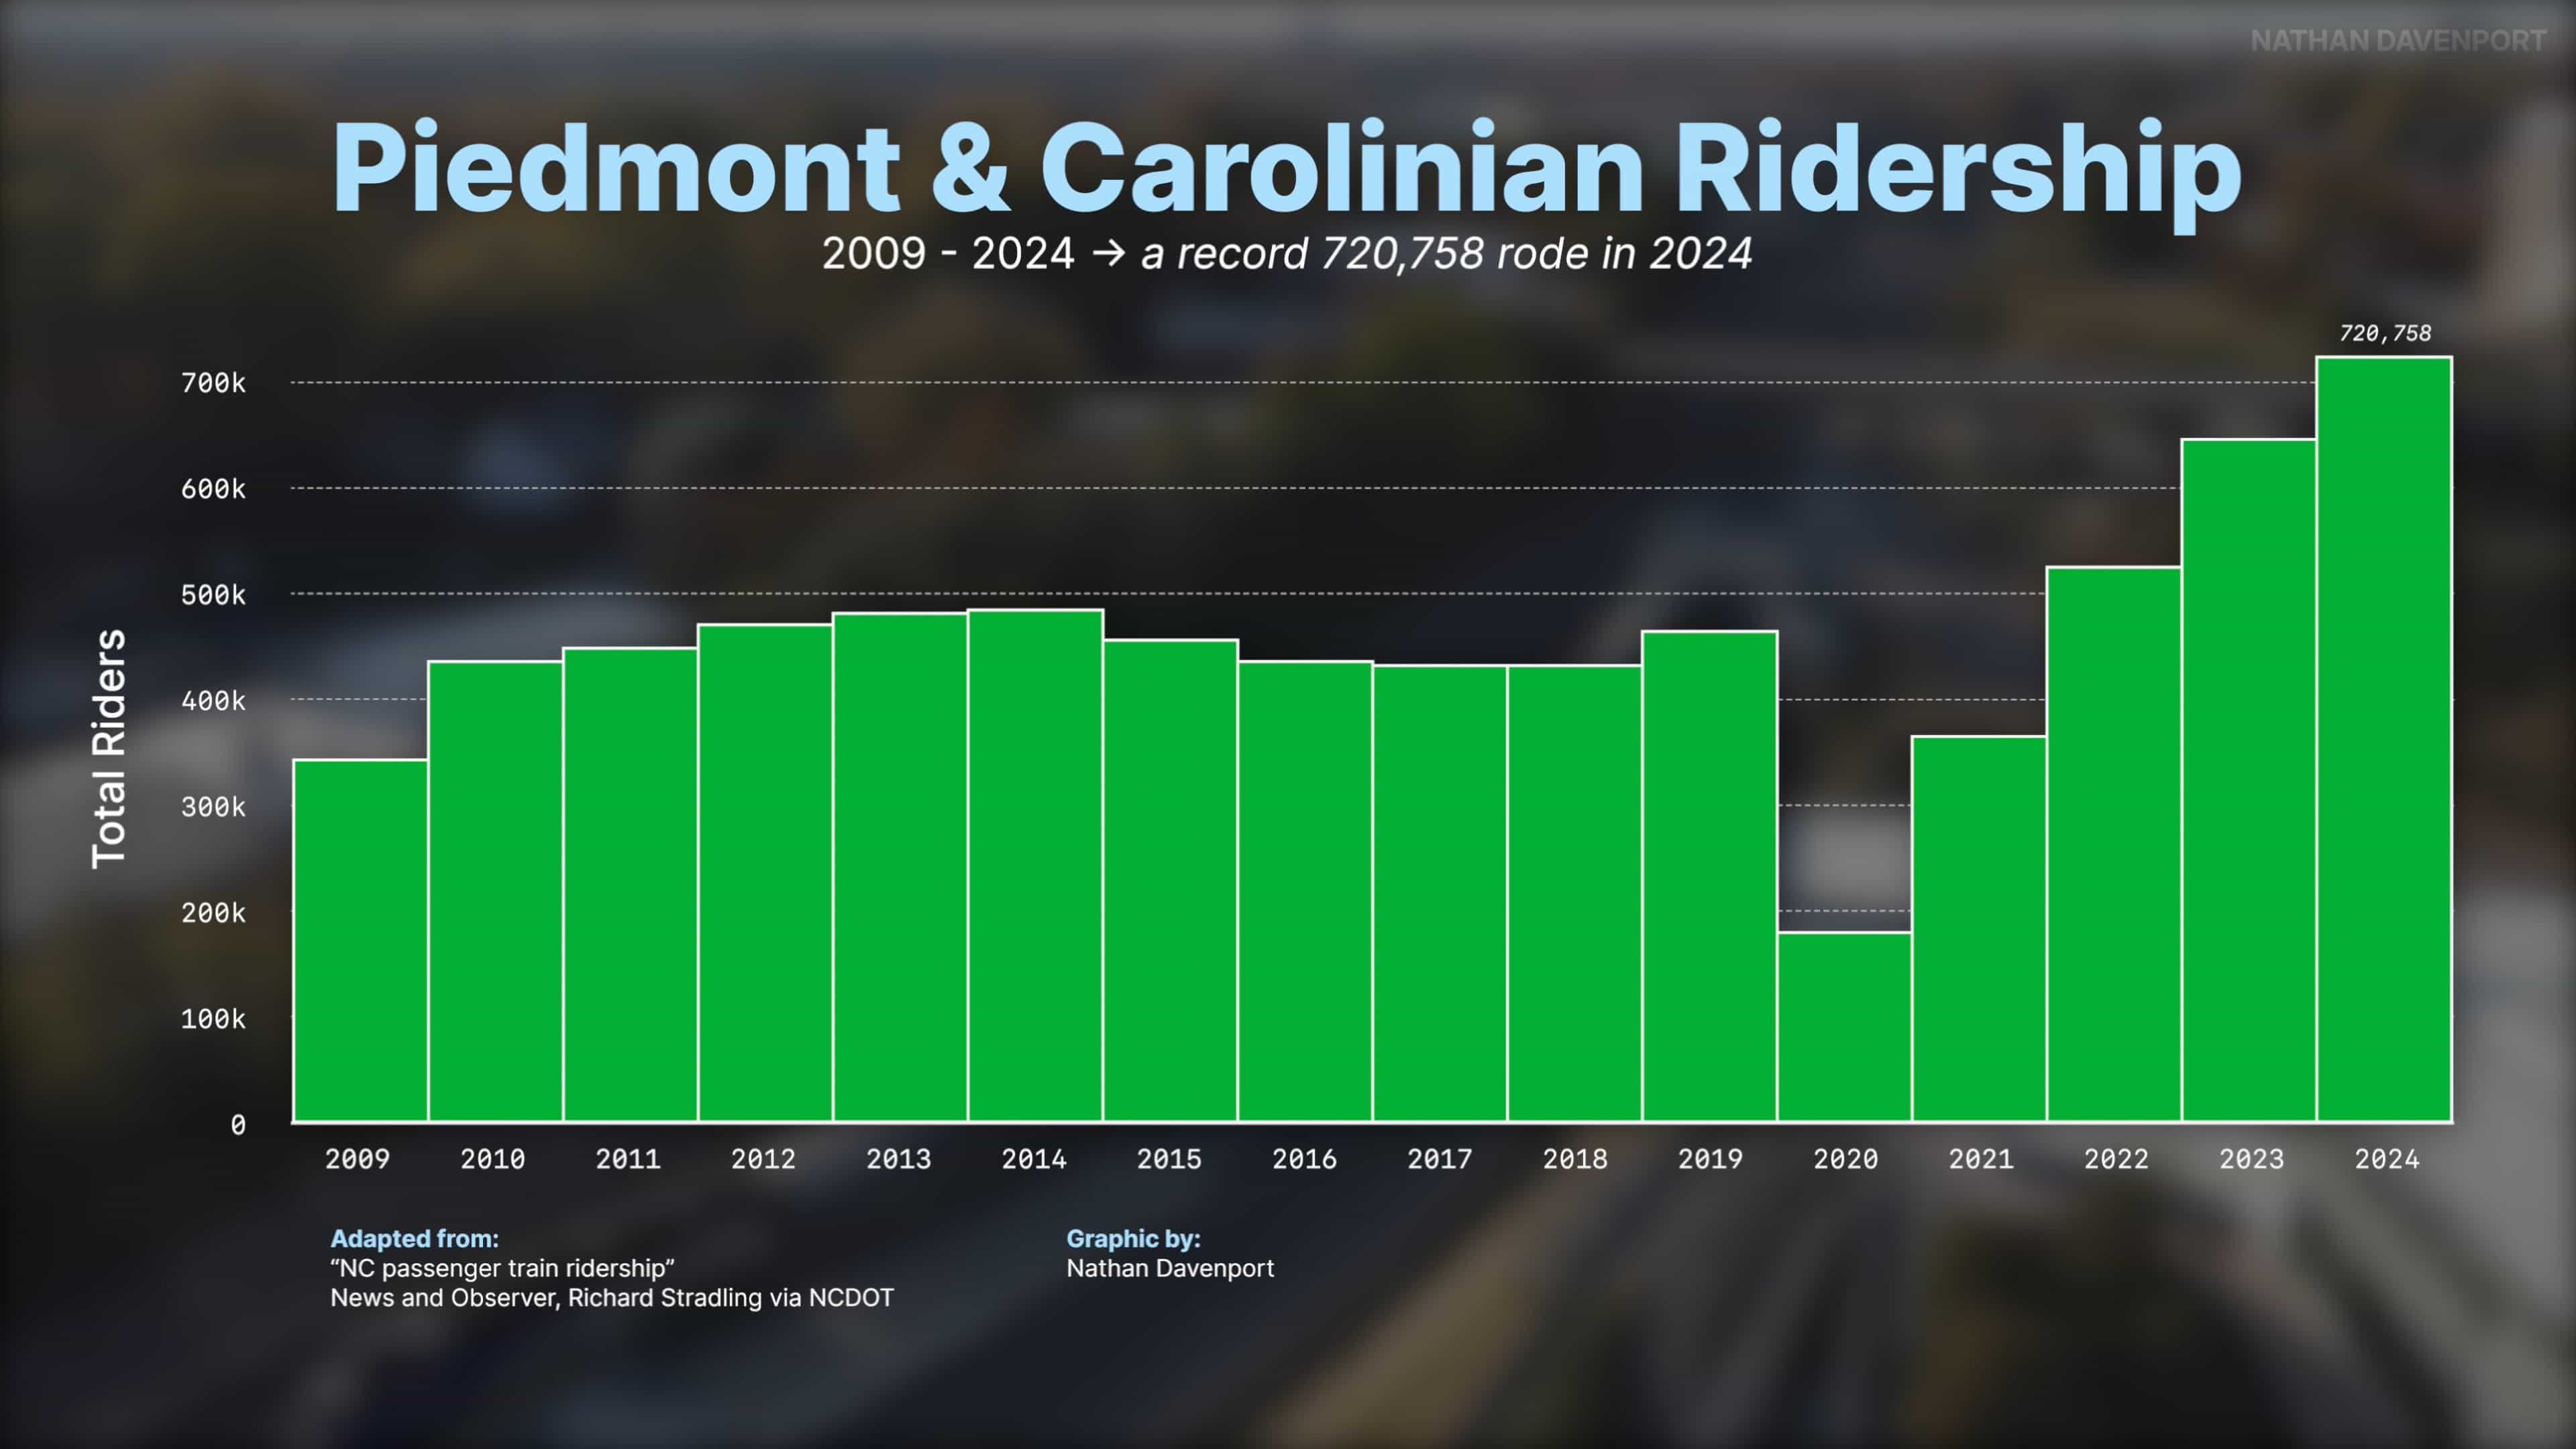 NATHAN DAVENPORT
Piedmont & Carolinian Ridership
2009 - 2024 → a record 720,758 rode in 2024
720,758
700k
600k
500k
400k
300k
200k
100k
0
Total Riders
2009 2010 2011 2012 2013 2014 2015 2016 2017 2018 2019 2020 2021 2022 2023 2024
Adapted from:
“NC passenger train ridership”
News and Observer, Richard Stradling via NCDOT
Graphic by:
Nathan Davenport